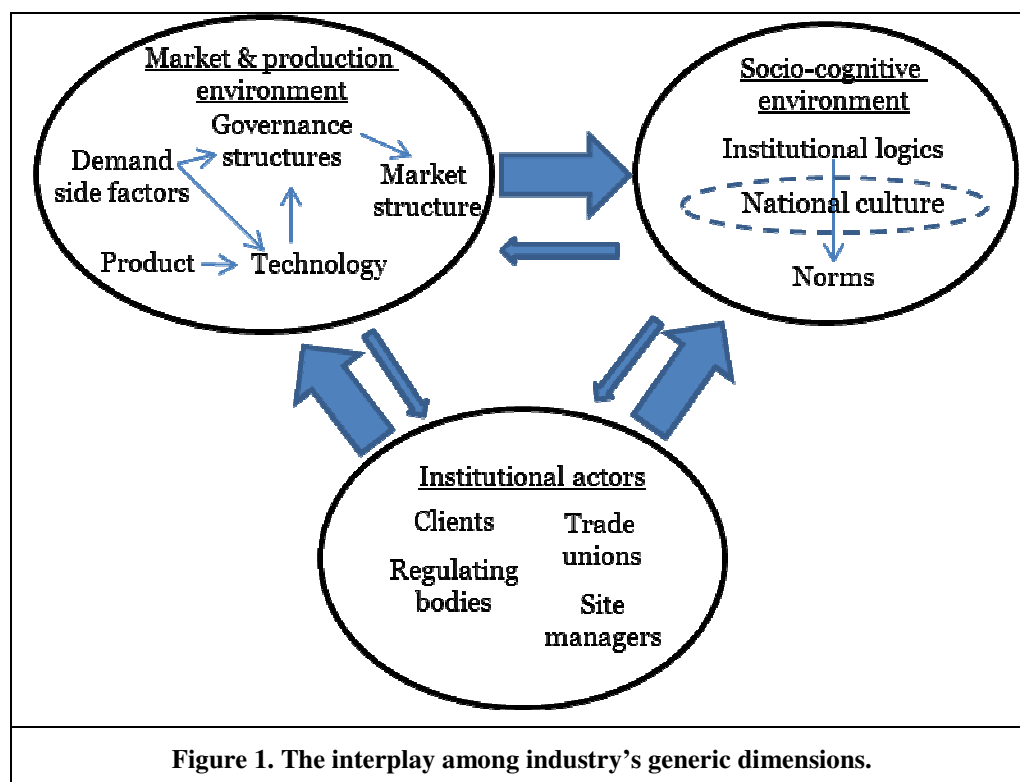 Market & production
environment
Governance
structures
Demand
side factors
Market
structure
Product
Technology
Socio-cognitive
environment
Institutional logics
National culture
Norms
Institutional actors
Clients
Trade
unions
Regulating
bodies
Site
managers
Figure 1. The interplay among industry's generic dimensions.